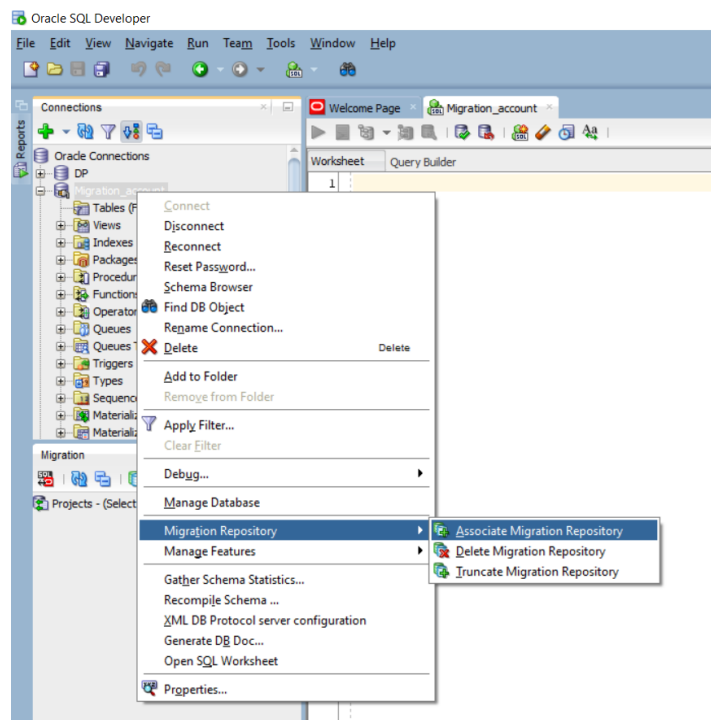 Oracle SQL Developer
File Edit View Navigate Run Team Tools Window Help
SQL
Connections
Welcome Page
Migration_account
Reports
Oracle Connections
Worksheet Query Builder
DP
1
Migration_account
Tables (F
Views
Indexes
Packages
Procedur
Functions
Operator
Queues
Queues T
Triggers
Types
Sequence
Materializ
Materializ
Migration
Projects - (Select
Connect
Disconnect
Reconnect
Reset Password...
Schema Browser
Find DB Object
Rename Connection...
Delete Delete
Add to Folder
Remove from Folder
Apply Filter...
Clear Filter
Debug...
Manage Database
Migration Repository
Manage Features
Gather Schema Statistics...
Recompile Schema ...
XML DB Protocol server configuration
Generate DB Doc...
Open SQL Worksheet
Properties...
Associate Migration Repository
Delete Migration Repository
Truncate Migration Repository